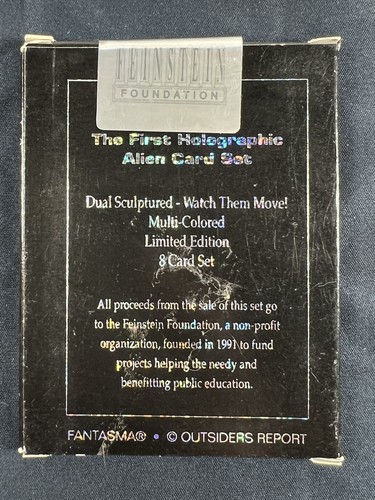 FEINSTEIN
FOUNDATION
The First Holographic
Alien Card Set
Dual Sculptured - Watch Them Move!
Multi-Colored
Limited Edition
8 Card Set
All proceeds from the sale of this set go
to the Feinstein Foundation, a non-profit
organization, founded in 1991 to fund
projects helping the needy and
benefitting public education.
FANTASMA® • © OUTSIDERS REPORT